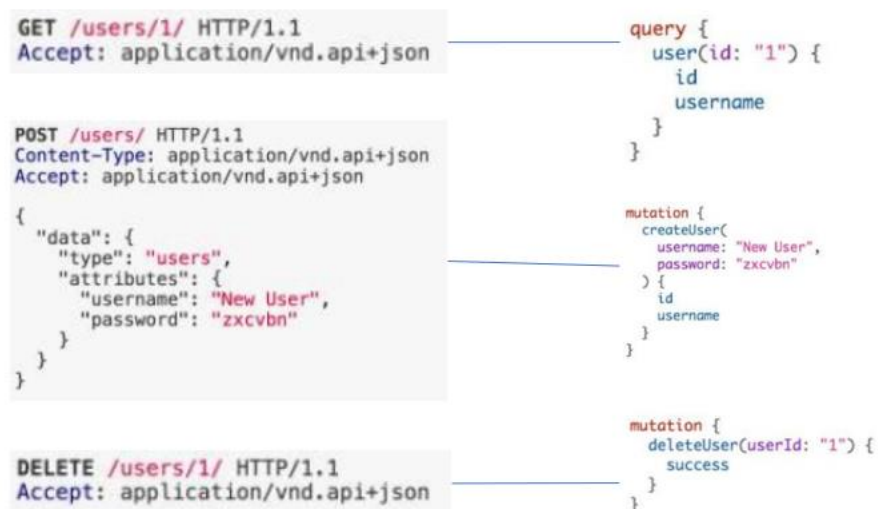 GET /users/1/ HTTP/1.1
Accept: application/vnd.api+json
query {
user(id: "1") {
id
username
}
}
POST /users/ HTTP/1.1
Content-Type: application/vnd.api+json
Accept: application/vnd.api+json
{
"data": {
"type": "users",
"attributes": {
"username": "New User",
"password": "zxcvbn"
}
}
}
mutation {
createUser(
username: "New User",
password: "zxcvbn"
) {
id
username
}
}
DELETE /users/1/ HTTP/1.1
Accept: application/vnd.api+json
mutation {
deleteUser(userId: "1") {
success
}
}